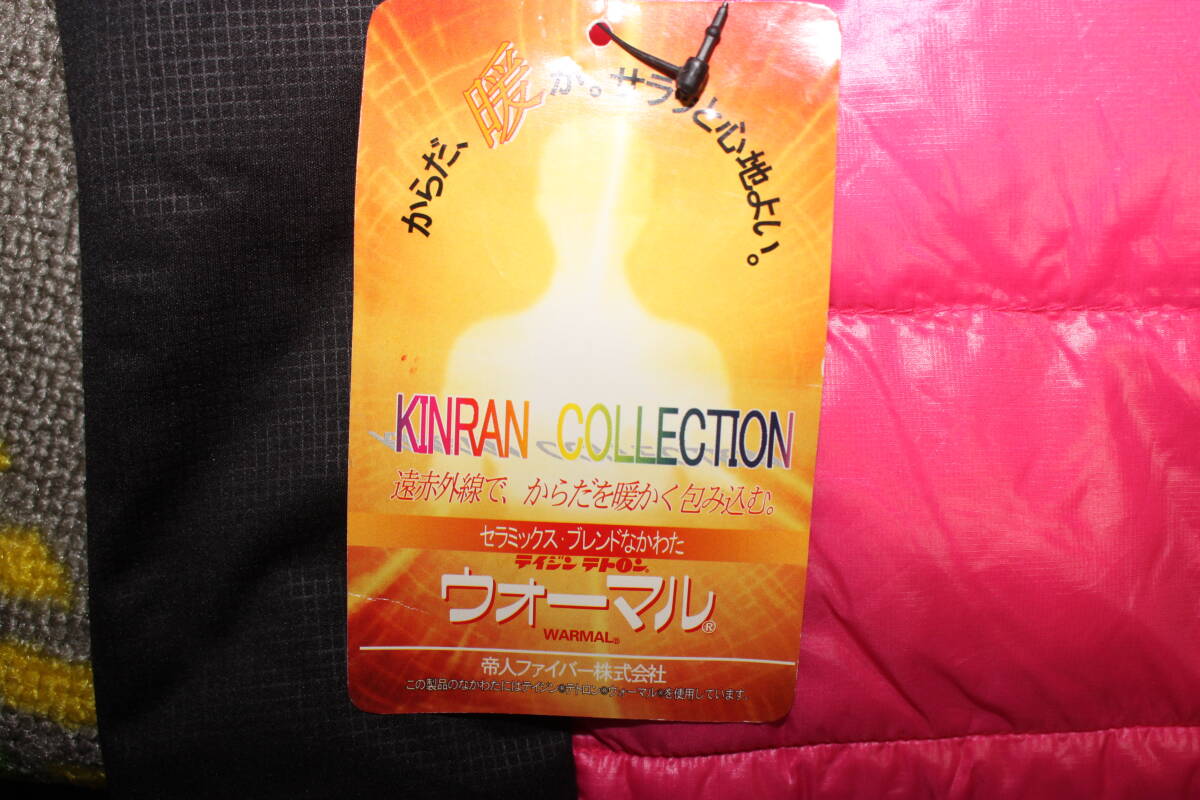 からだ、暖か。サラッと心地よい。
KINRAN COLLECTION
遠赤外線で、からだを暖かく包み込む。
セラミックス・ブレンドなかわた
テイジンテトロン®
ウォーマル®
WARMAL®
帝人ファイバー株式会社
この製品のなかわたにはテイジン®テトロン®ウォーマル®を使用しています。